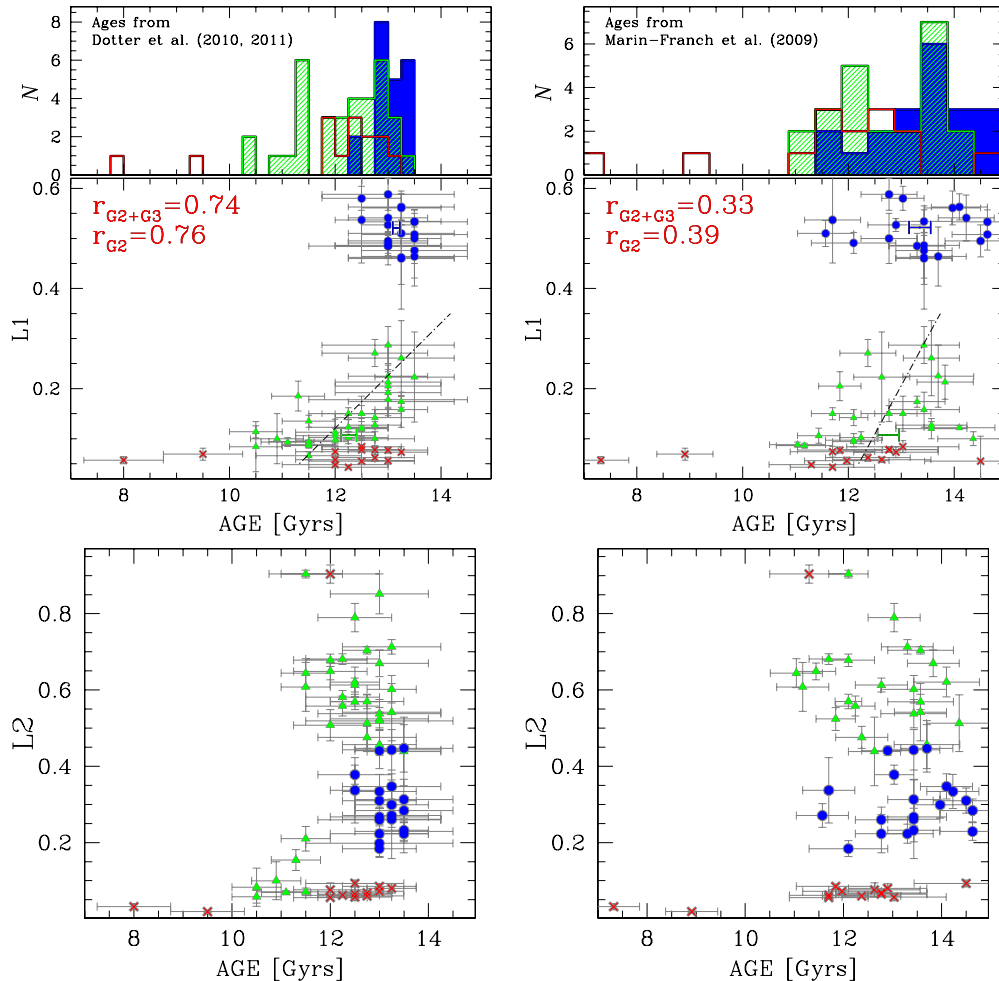 Ages from
Dotter et al. (2010, 2011)
N
8
6
4
2
0
Ages from
Marin-Franch et al. (2009)
N
6
4
2
0
rG2+G3=0.74
rG2=0.76
L1
0.6
0.4
0.2
8 10 12 14
AGE [Gyrs]
rG2+G3=0.33
rG2=0.39
L1
0.6
0.4
0.2
8 10 12 14
AGE [Gyrs]
L2
0.8
0.6
0.4
0.2
8 10 12 14
AGE [Gyrs]
L2
0.8
0.6
0.4
0.2
8 10 12 14
AGE [Gyrs]